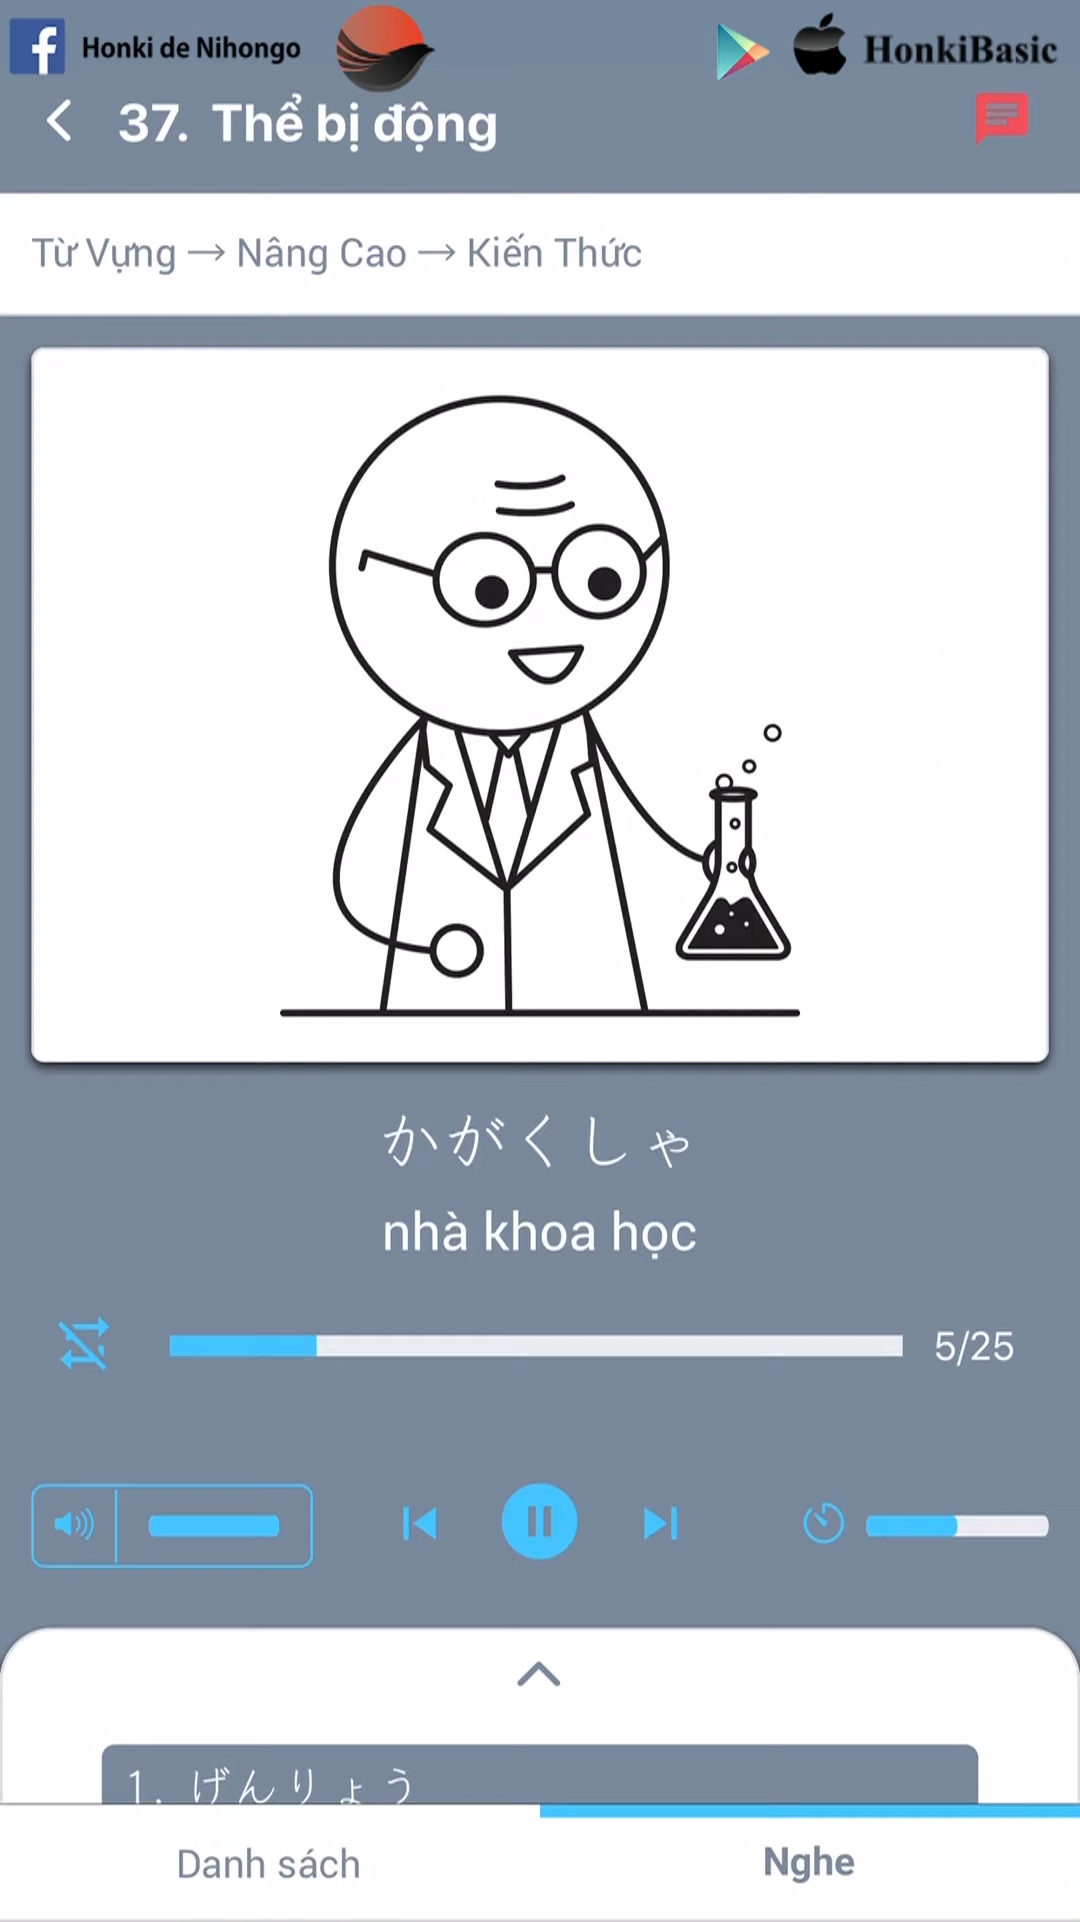 Honki de Nihongo
HonkiBasic
37. Thể bị động
Từ Vựng → Nâng Cao → Kiến Thức
かがくしゃ
nhà khoa học
5/25
1. げんりょう
Danh sách
Nghe